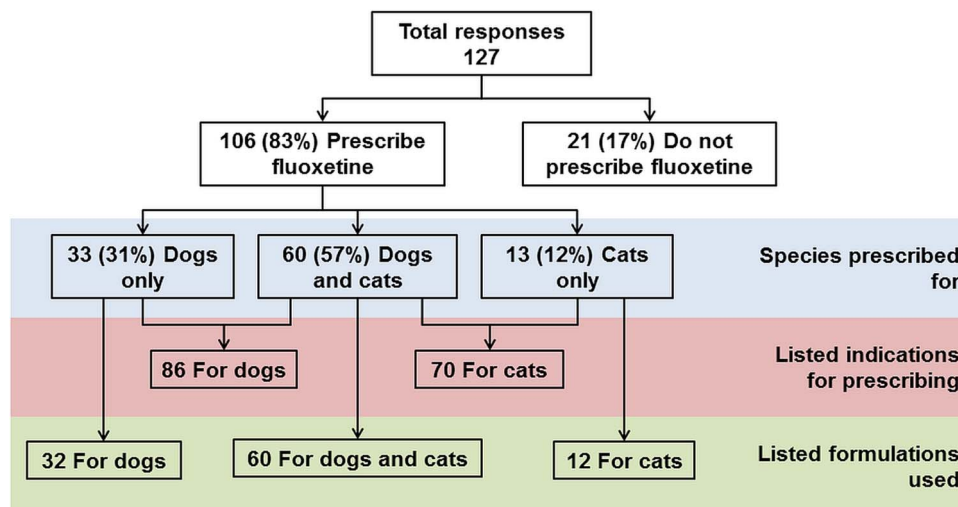 Total responses
127
106 (83%) Prescribe
fluoxetine
21 (17%) Do not
prescribe fluoxetine
33 (31%) Dogs
only
60 (57%) Dogs
and cats
13 (12%) Cats
only
Species prescribed
for
86 For dogs
70 For cats
Listed indications
for prescribing
32 For dogs
60 For dogs and cats
12 For cats
Listed formulations
used